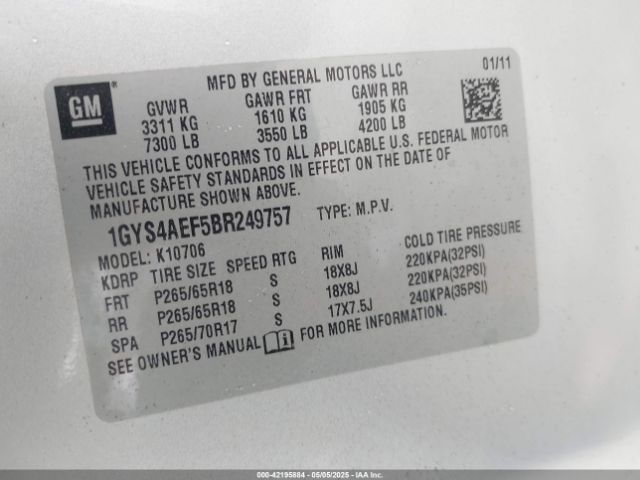 GM
MFD BY GENERAL MOTORS LLC
01/11
GVWR GAWR FRT GAWR RR
3311 KG 1610 KG 1905 KG
7300 LB 3550 LB 4200 LB
THIS VEHICLE CONFORMS TO ALL APPLICABLE U.S. FEDERAL MOTOR
VEHICLE SAFETY STANDARDS IN EFFECT ON THE DATE OF
MANUFACTURE SHOWN ABOVE.
1GYS4AEF5BR249757 TYPE: M.P.V.
MODEL: K10706
KDRP TIRE SIZE SPEED RTG RIM COLD TIRE PRESSURE
FRT P265/65R18 S 18X8J 220KPA(32PSI)
RR P265/65R18 S 18X8J 220KPA(32PSI)
SPA P265/70R17 S 17X7.5J 240KPA(35PSI)
SEE OWNER'S MANUAL FOR MORE INFORMATION.
000-42195884 - 05/05/2025 - COPART.CA